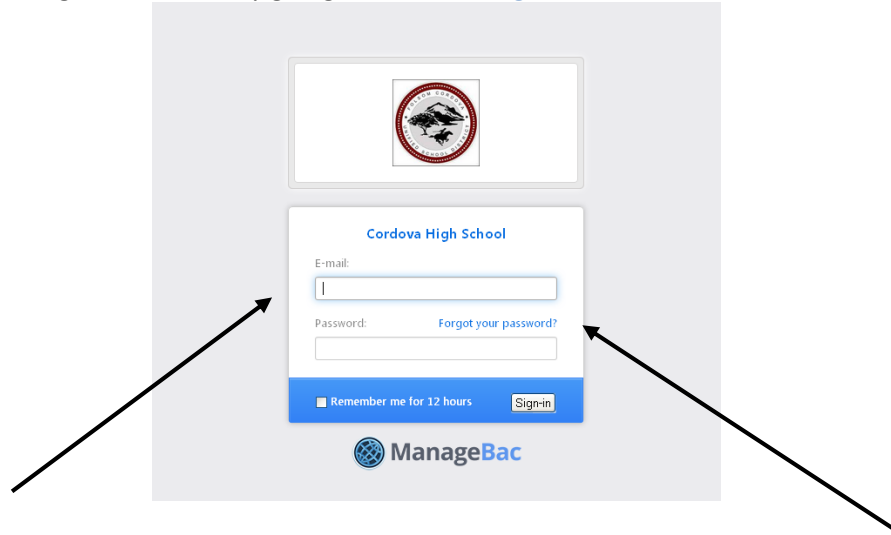 Cordova High School
E-mail:
Password: Forgot your password?
Remember me for 12 hours Sign-in
ManageBac